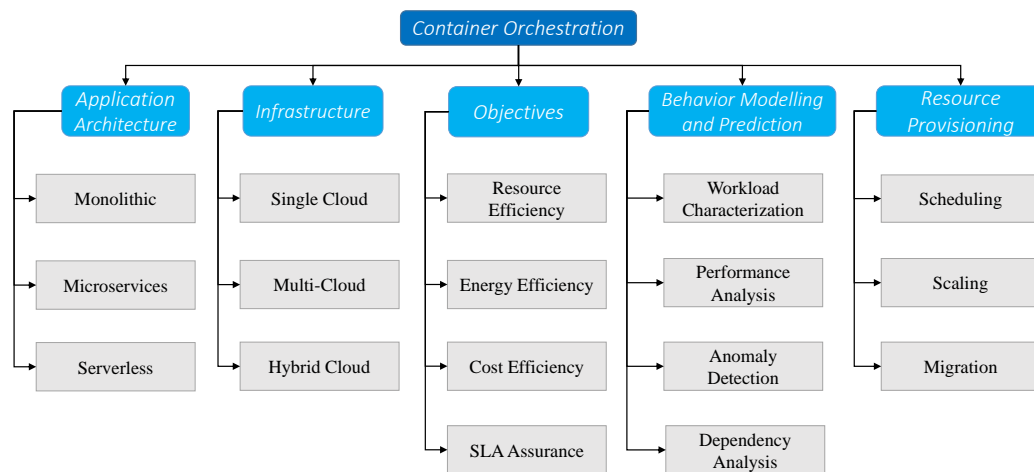 Container Orchestration
Application
Architecture
Infrastructure
Objectives
Behavior Modelling
and Prediction
Resource
Provisioning
Monolithic
Single Cloud
Resource
Efficiency
Workload
Characterization
Scheduling
Microservices
Multi-Cloud
Energy Efficiency
Performance
Analysis
Scaling
Serverless
Hybrid Cloud
Cost Efficiency
Anomaly
Detection
Migration
SLA Assurance
Dependency
Analysis